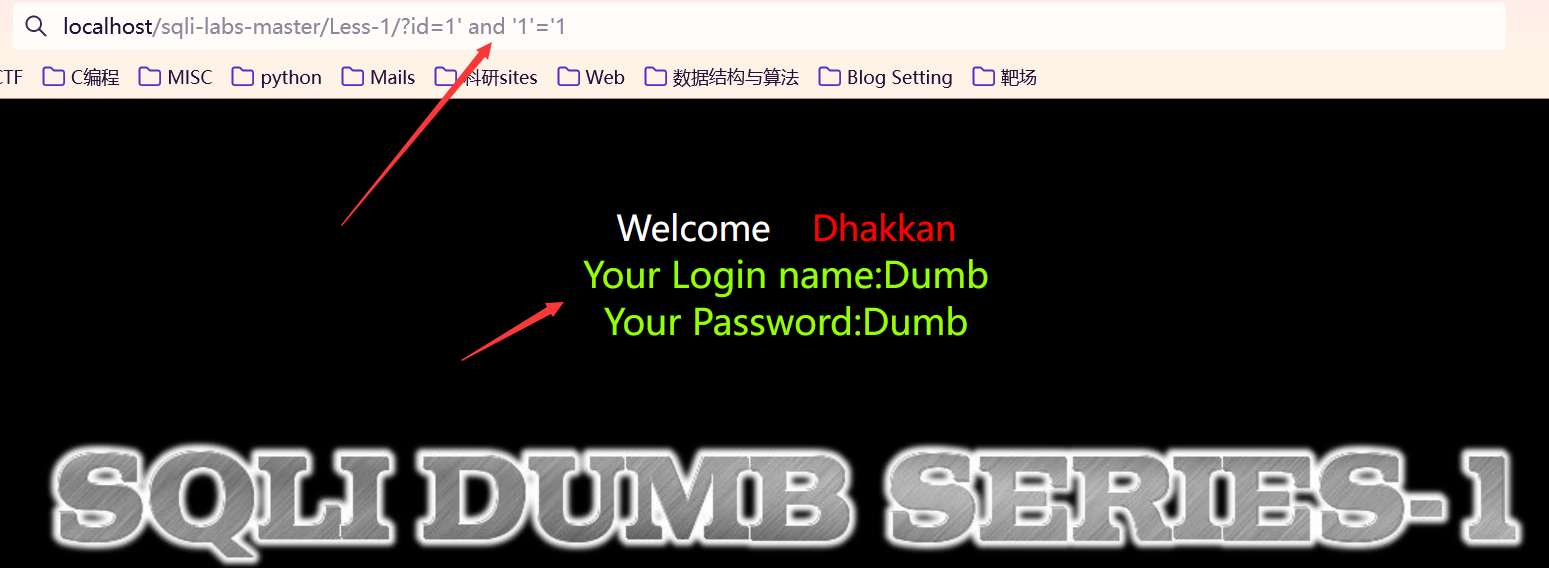 localhost/sqli-labs-master/Less-1/?id=1' and '1'='1
CTF C编程 MISC python Mails 科研sites Web 数据结构与算法 Blog Setting 靶场
Welcome Dhakkan
Your Login name:Dumb
Your Password:Dumb
SQLI DUMB SERIES-1